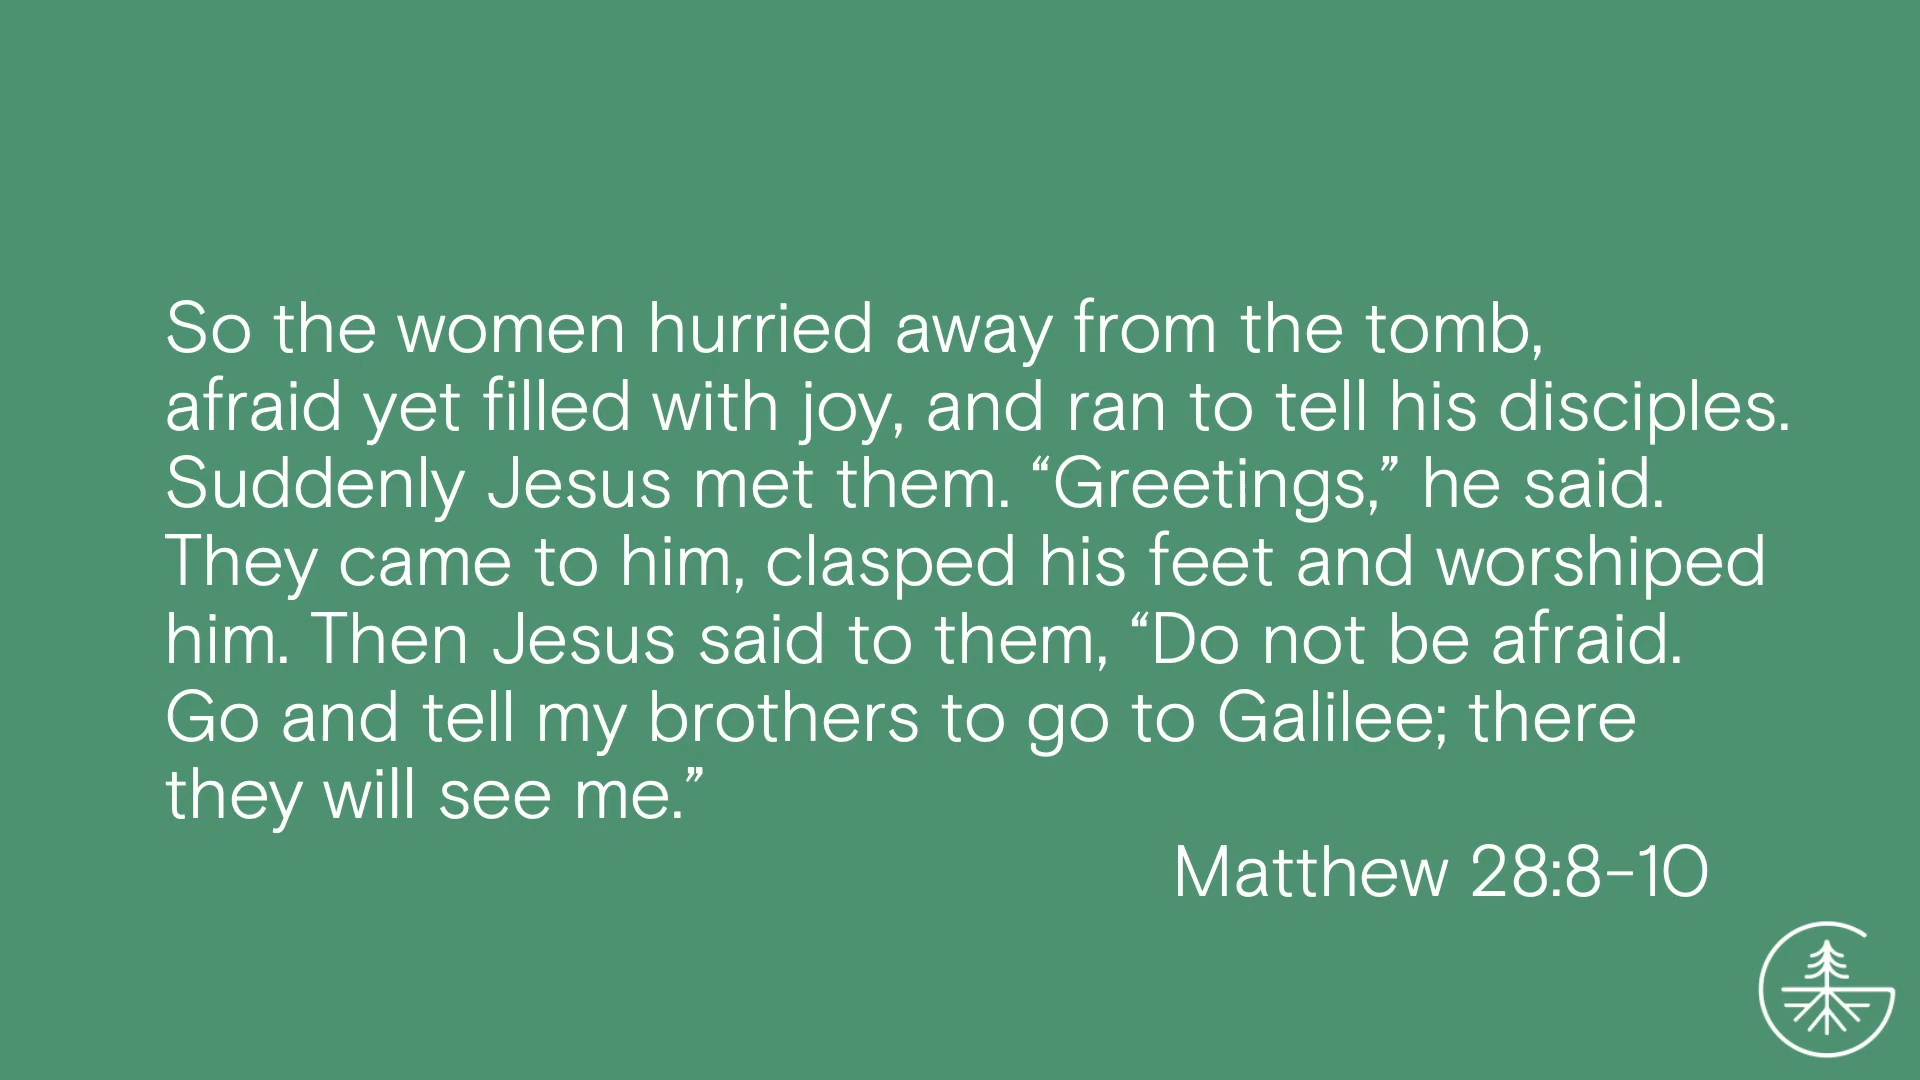 So the women hurried away from the tomb,
afraid yet filled with joy, and ran to tell his disciples.
Suddenly Jesus met them. “Greetings,” he said.
They came to him, clasped his feet and worshiped
him. Then Jesus said to them, “Do not be afraid.
Go and tell my brothers to go to Galilee; there
they will see me.”
Matthew 28:8–10